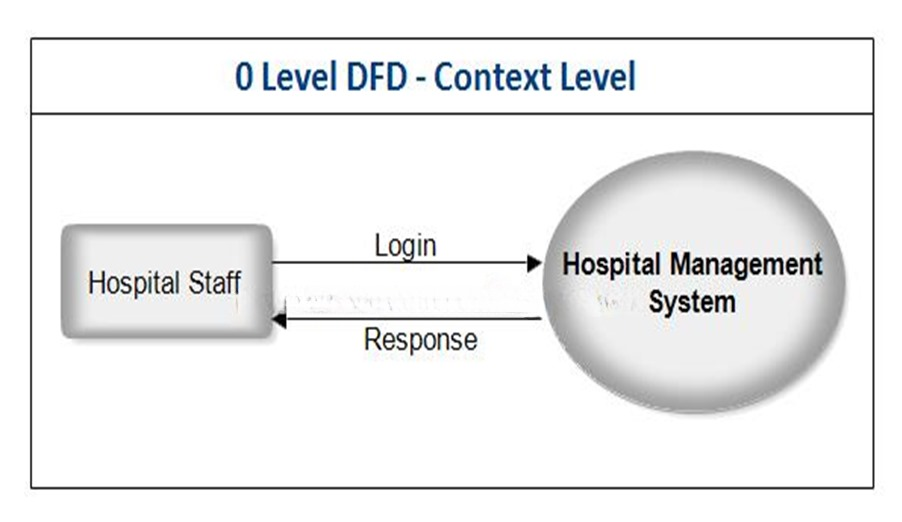 0 Level DFD - Context Level
Login
Hospital Staff
Hospital Management
System
Response